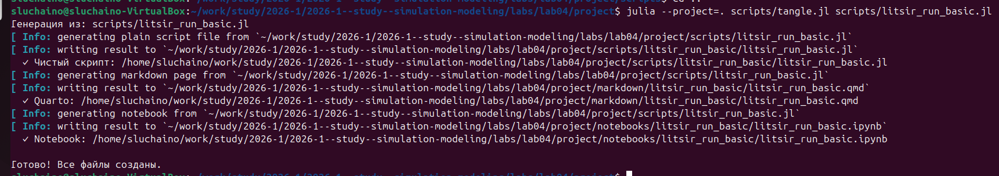 sluchaino@sluchaino-VirtualBox:~/work/study/2026-1/2026-1--study--simulation-modeling/labs/lab04/project$ julia --project=. scripts/tangle.jl scripts/litsir_run_basic.jl
Генерация из: scripts/litsir_run_basic.jl
[ Info: generating plain script file from `~/work/study/2026-1/2026-1--study--simulation-modeling/labs/lab04/project/scripts/litsir_run_basic.jl`
[ Info: writing result to `~/work/study/2026-1/2026-1--study--simulation-modeling/labs/lab04/project/scripts/litsir_run_basic/litsir_run_basic.jl`
✓ Чистый скрипт: /home/sluchaino/work/study/2026-1/2026-1--study--simulation-modeling/labs/lab04/project/scripts/litsir_run_basic/litsir_run_basic.jl
[ Info: generating markdown page from `~/work/study/2026-1/2026-1--study--simulation-modeling/labs/lab04/project/scripts/litsir_run_basic.jl`
[ Info: writing result to `~/work/study/2026-1/2026-1--study--simulation-modeling/labs/lab04/project/markdown/litsir_run_basic/litsir_run_basic.qmd`
✓ Quarto: /home/sluchaino/work/study/2026-1/2026-1--study--simulation-modeling/labs/lab04/project/markdown/litsir_run_basic/litsir_run_basic.qmd
[ Info: generating notebook from `~/work/study/2026-1/2026-1--study--simulation-modeling/labs/lab04/project/scripts/litsir_run_basic.jl`
[ Info: writing result to `~/work/study/2026-1/2026-1--study--simulation-modeling/labs/lab04/project/notebooks/litsir_run_basic/litsir_run_basic.ipynb`
✓ Notebook: /home/sluchaino/work/study/2026-1/2026-1--study--simulation-modeling/labs/lab04/project/notebooks/litsir_run_basic/litsir_run_basic.ipynb
Готово! Все файлы созданы.